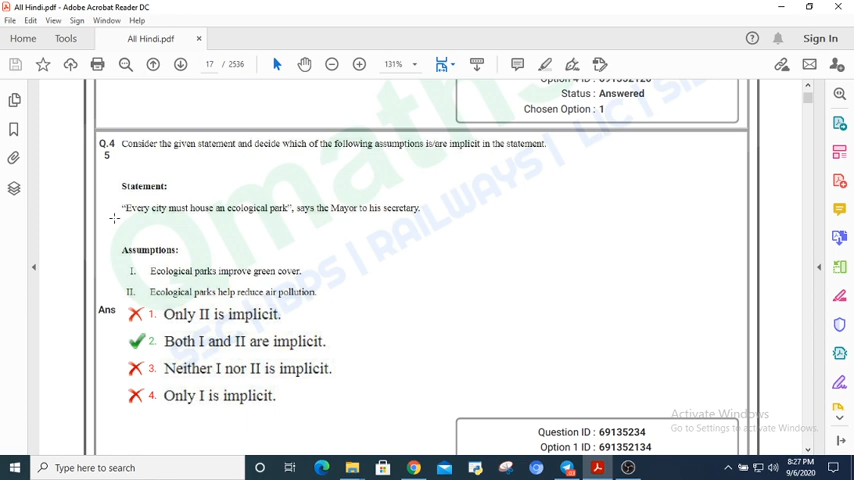 All Hindi.pdf - Adobe Acrobat Reader DC
File Edit View Sign Window Help
Home Tools All Hindi.pdf × Sign In
17 / 2536 131%
Option 4 ID : 691352128
Status : Answered
Chosen Option : 1
Q.4 Consider the given statement and decide which of the following assumptions is/are implicit in the statement.
5
Statement:
“Every city must house an ecological park”, says the Mayor to his secretary.
Assumptions:
I. Ecological parks improve green cover.
II. Ecological parks help reduce air pollution.
Ans
1. Only II is implicit.
2. Both I and II are implicit.
3. Neither I nor II is implicit.
4. Only I is implicit.
Question ID : 69135234
Option 1 ID : 691352134
Activate Windows
Go to Settings to activate Windows.
Type here to search
8:27 PM
9/6/2020